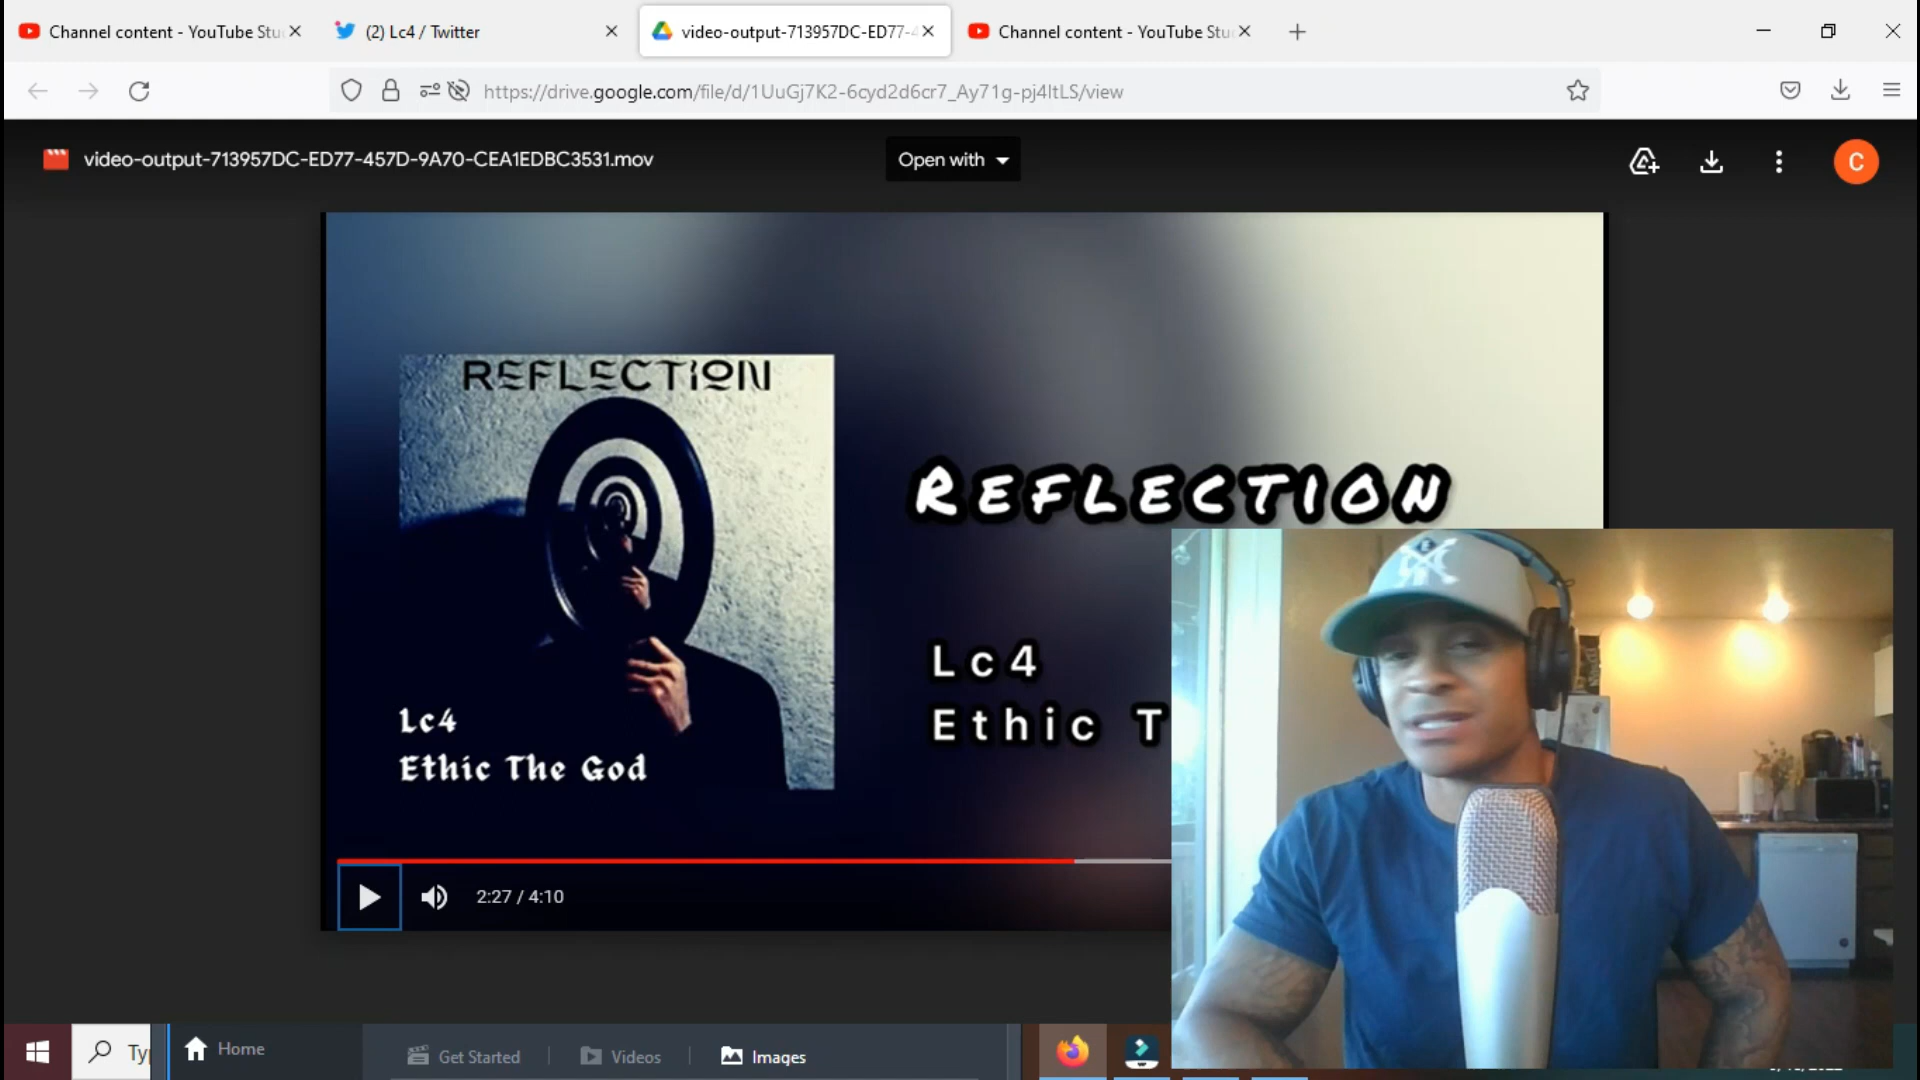 Channel content - YouTube Stu
(2) Lc4 / Twitter
video-output-713957DC-ED77-4
Channel content - YouTube Stu
https://drive.google.com/file/d/1UuGj7K2-6cyd2d6cr7_Ay71g-pj4ltLS/view
video-output-713957DC-ED77-457D-9A70-CEA1EDBC3531.mov
Open with
C
REFLECTION
Lc4
Ethic The God
REFLECTION
Lc4
Ethic T
2:27 / 4:10
Home
Get Started
Videos
Images